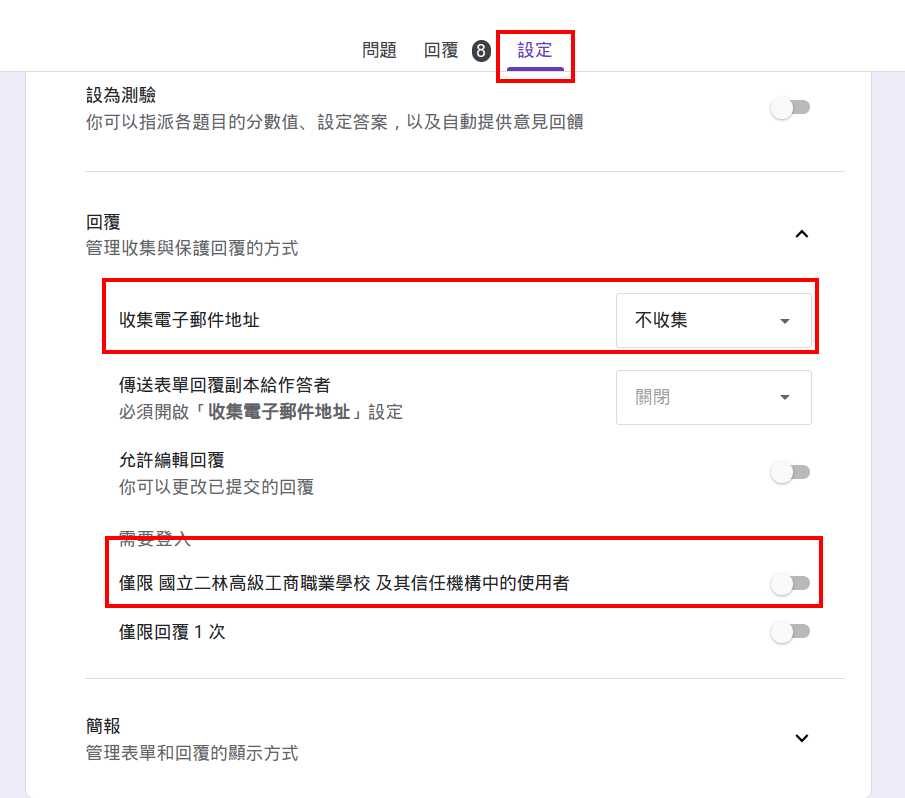 問題 回覆 8 設定
設為測驗
你可以指派各題目的分數值、設定答案，以及自動提供意見回饋
回覆
管理收集與保護回覆的方式
收集電子郵件地址 不收集
傳送表單回覆副本給作答者
必須開啟「收集電子郵件地址」設定 關閉
允許編輯回覆
你可以更改已提交的回覆
需要登入
僅限 國立二林高級工商職業學校 及其信任機構中的使用者
僅限回覆 1 次
簡報
管理表單和回覆的顯示方式